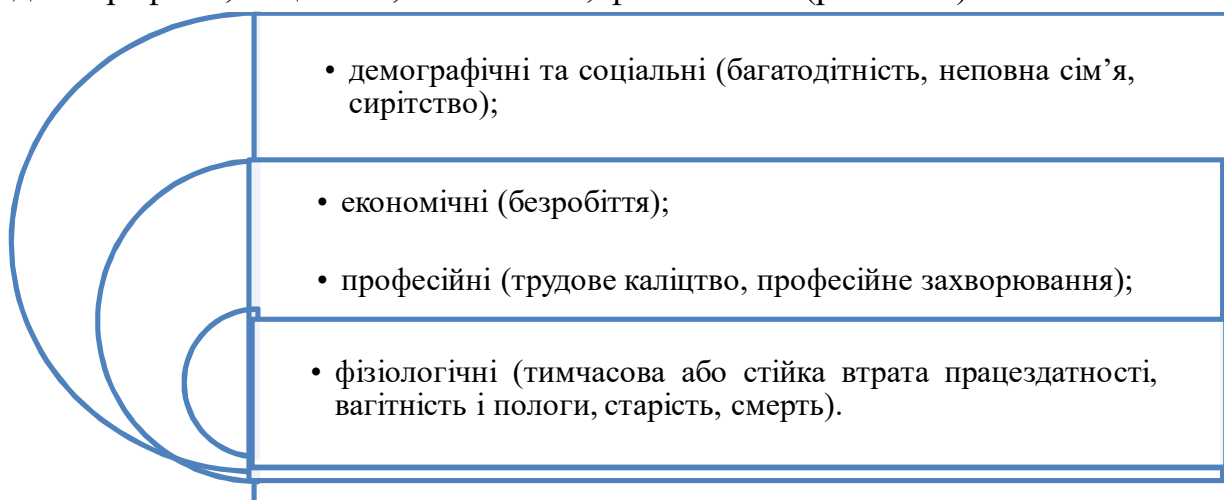 • демографічні та соціальні (багатодітність, неповна сім’я,
сирітство);
• економічні (безробіття);
• професійні (трудове каліцтво, професійне захворювання);
• фізіологічні (тимчасова або стійка втрата працездатності,
вагітність і пологи, старість, смерть).